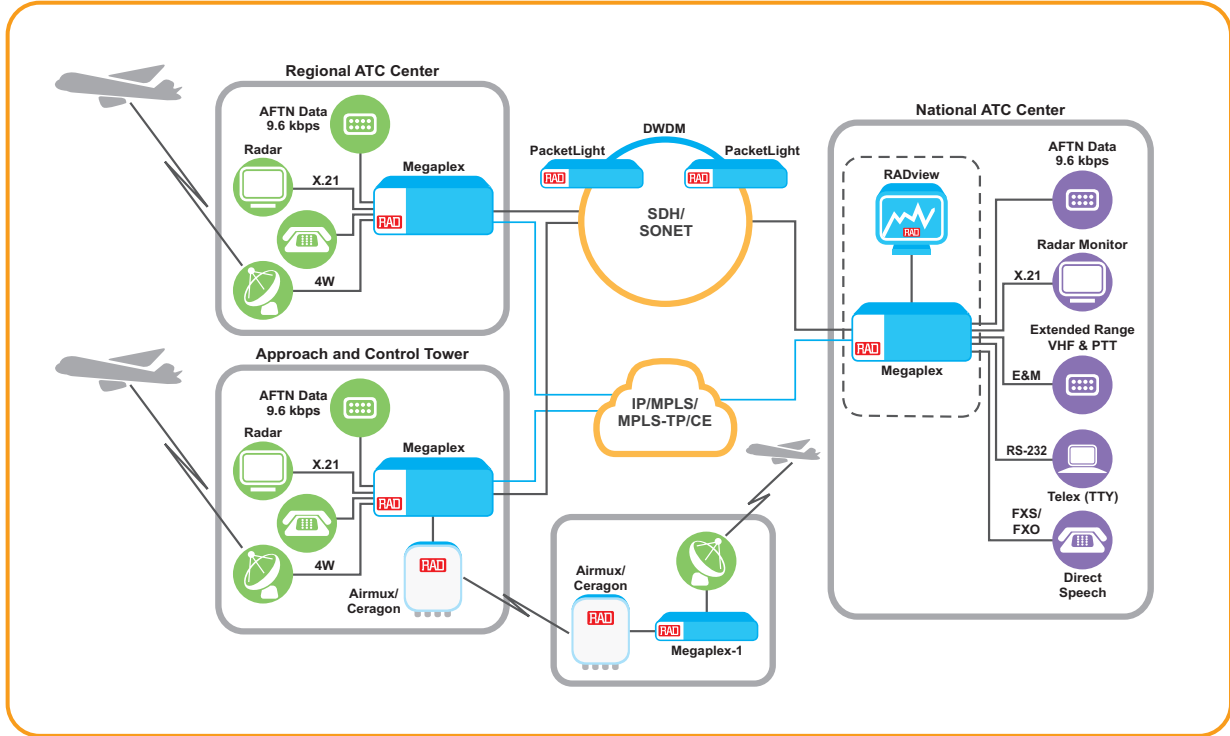 Regional ATC Center
AFTN Data
9.6 kbps
Radar
X.21
Megaplex
RAD
4W
Approach and Control Tower
AFTN Data
9.6 kbps
Radar
X.21
Megaplex
RAD
4W
Airmux/
Ceragon
RAD
DWDM
PacketLight
RAD
PacketLight
RAD
SDH/
SONET
IP/MPLS/
MPLS-TP/CE
Airmux/
Ceragon
RAD
RAD
Megaplex-1
National ATC Center
RADview
RAD
RAD
Megaplex
AFTN Data
9.6 kbps
Radar Monitor
X.21
Extended Range
VHF & PTT
E&M
RS-232
Telex (TTY)
FXS/
FXO
Direct
Speech